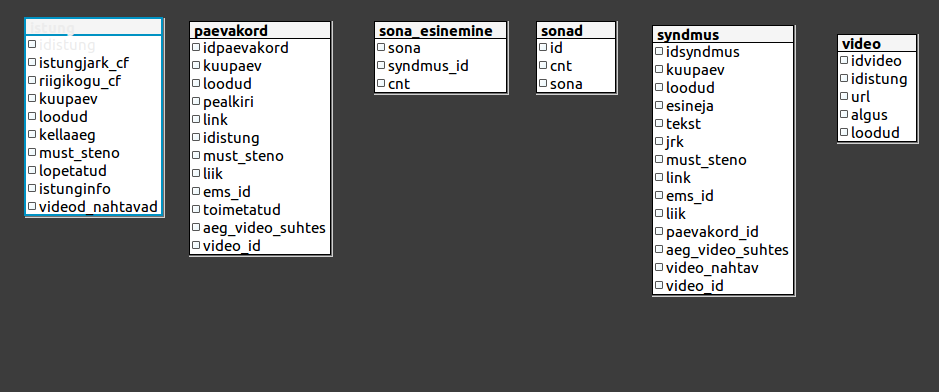 istung
idistung
istungjark_cf
riigikogu_cf
kuupaev
loodud
kellaaeg
must_steno
lopetatud
istunginfo
videod_nahtavad
paevakord
idpaevakord
kuupaev
loodud
pealkiri
link
idistung
must_steno
liik
ems_id
toimetatud
aeg_video_suhtes
video_id
sona_esinemine
sona
syndmus_id
cnt
sonad
id
cnt
sona
syndmus
idsyndmus
kuupaev
loodud
esineja
tekst
jrk
must_steno
link
ems_id
liik
paevakord_id
aeg_video_suhtes
video_nahtav
video_id
video
idvideo
idistung
url
algus
loodud